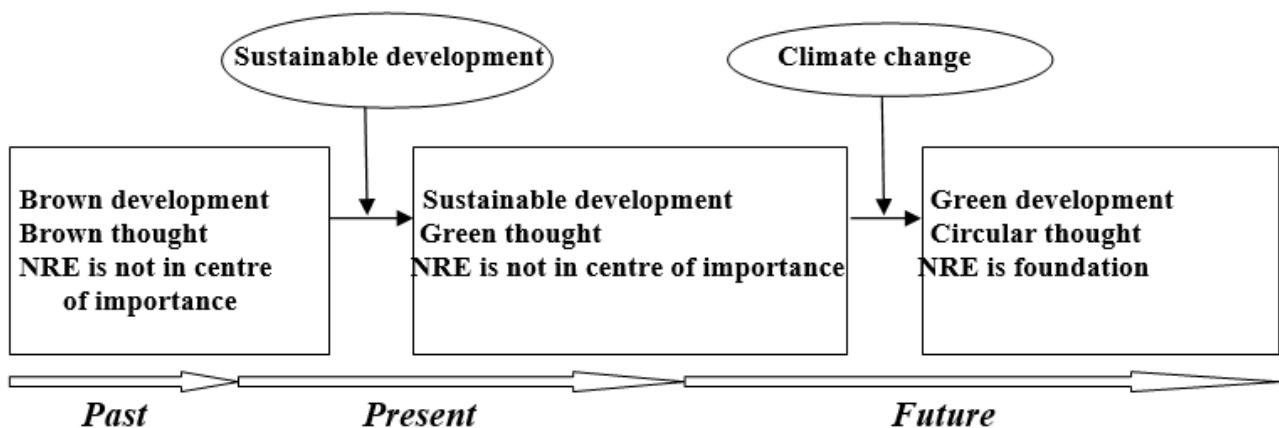 Sustainable development
Climate change
Brown development
Brown thought
NRE is not in centre
of importance
Sustainable development
Green thought
NRE is not in centre of importance
Green development
Circular thought
NRE is foundation
Past
Present
Future